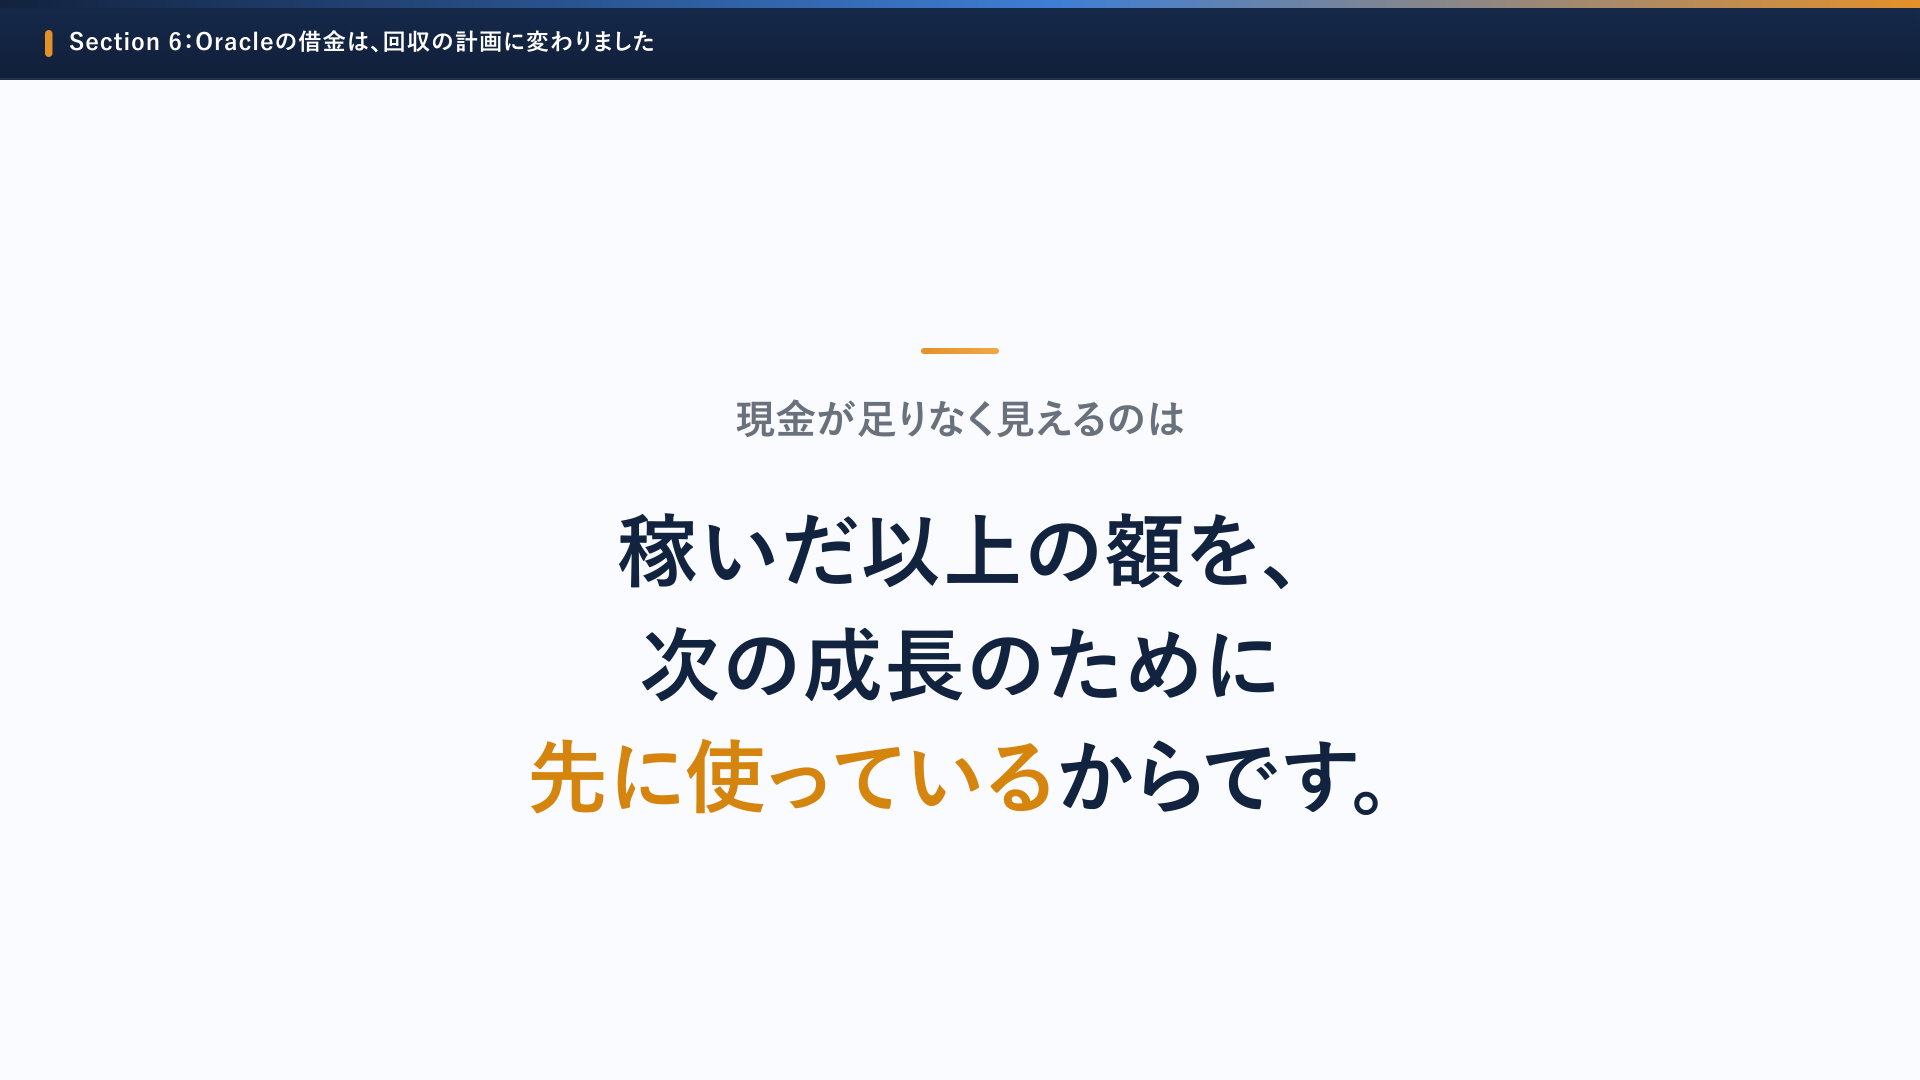 Section 6：Oracleの借金は、回収の計画に変わりました
現金が足りなく見えるのは
稼いだ以上の額を、
次の成長のために
先に使っているからです。